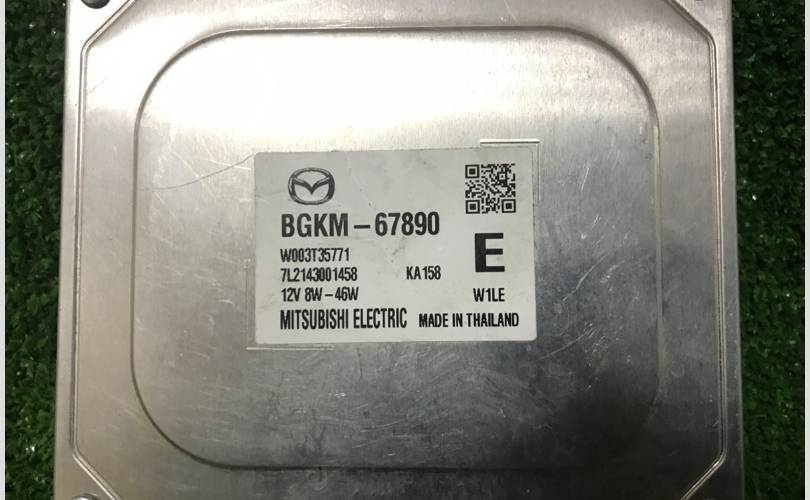 BGKM-67890
W003T35771
7L2143001458 KA158
E
12V 8W-46W W1LE
MITSUBISHI ELECTRIC MADE IN THAILAND